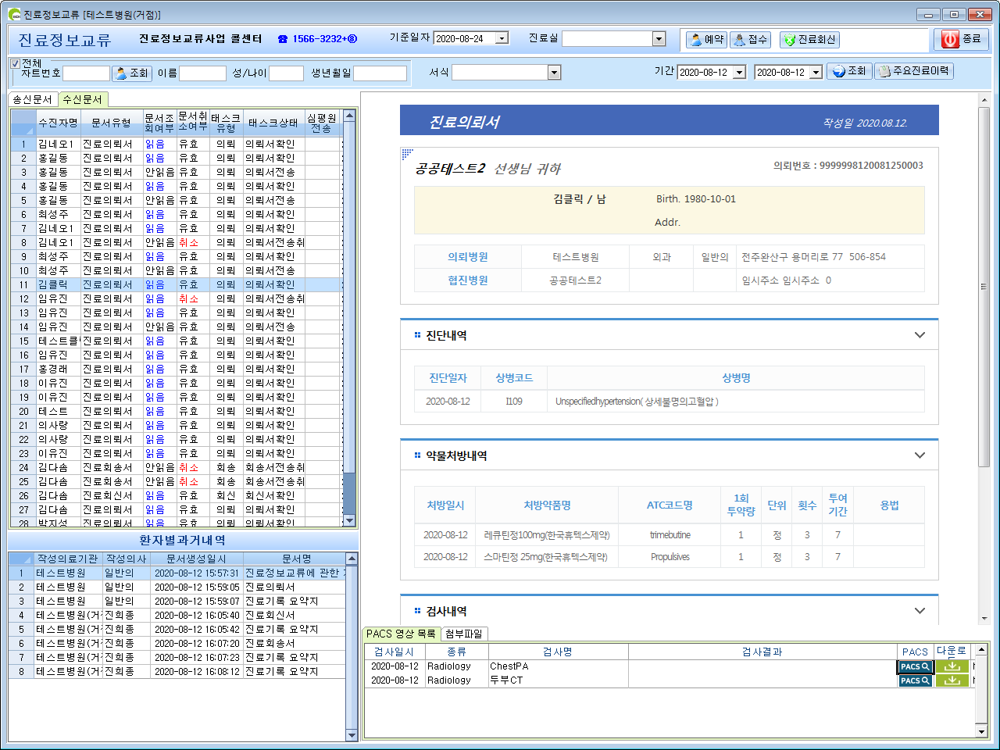 진료정보교류 [테스트병원(거점)]
진료정보교류 진료정보교류사업 콜센터 ☎ 1566-3232+⑧ 기준일자 2020-08-24 진료실 예약 접수 진료회신 종료
전체
차트번호 조회 이름 성/나이 생년월일 서식 기간 2020-08-12 2020-08-12 조회 주요진료이력
송신문서 수신문서
수진자명 문서유형 문서조회여부 문서취소여부 태스크유형 태스크상태 심평원전송
1 김네오1 진료의뢰서 읽음 유효 의뢰 의뢰서확인
2 홍길동 진료의뢰서 읽음 유효 의뢰 의뢰서확인
3 홍길동 진료의뢰서 안읽음 유효 의뢰 의뢰서전송
4 홍길동 진료의뢰서 읽음 유효 의뢰 의뢰서확인
5 홍길동 진료의뢰서 안읽음 유효 의뢰 의뢰서전송
6 최성주 진료의뢰서 읽음 유효 의뢰 의뢰서확인
7 김네오1 진료의뢰서 읽음 유효 의뢰 의뢰서확인
8 김네오1 진료의뢰서 안읽음 취소 의뢰 의뢰서전송취
9 최성주 진료의뢰서 읽음 유효 의뢰 의뢰서확인
10 최성주 진료의뢰서 안읽음 유효 의뢰 의뢰서전송
11 김클릭 진료의뢰서 읽음 유효 의뢰 의뢰서확인
12 임유진 진료의뢰서 읽음 취소 의뢰 의뢰서전송취
13 임유진 진료의뢰서 읽음 유효 의뢰 의뢰서확인
14 임유진 진료의뢰서 안읽음 유효 의뢰 의뢰서전송
15 테스트클 진료의뢰서 읽음 유효 의뢰 의뢰서확인
16 임유진 진료의뢰서 읽음 유효 의뢰 의뢰서확인
17 홍경래 진료의뢰서 읽음 유효 의뢰 의뢰서확인
18 이유진 진료의뢰서 읽음 유효 의뢰 의뢰서확인
19 이유진 진료의뢰서 읽음 유효 의뢰 의뢰서확인
20 테스트 진료의뢰서 읽음 유효 의뢰 의뢰서확인
21 의사랑 진료의뢰서 읽음 유효 의뢰 의뢰서확인
22 의사랑 진료의뢰서 읽음 유효 의뢰 의뢰서확인
23 이유진 진료의뢰서 읽음 유효 의뢰 의뢰서확인
24 김다솜 진료회송서 안읽음 취소 회송 회송서전송취
25 김다솜 진료회송서 안읽음 취소 회송 회송서전송취
26 김다솜 진료회신서 읽음 유효 회신 회신서확인
27 김다솜 진료의뢰서 읽음 유효 의뢰 의뢰서확인
28 박지성 진료의뢰서 읽음 유효 의뢰 의뢰서확인
환자별과거내역
작성의료기관 작성의사 문서생성일시 문서명
1 테스트병원 일반의 2020-08-12 15:57:31 진료정보교류에 관한
2 테스트병원 일반의 2020-08-12 15:59:05 진료의뢰서
3 테스트병원 일반의 2020-08-12 15:59:07 진료기록 요약지
4 테스트병원(거 진희종 2020-08-12 16:05:40 진료회신서
5 테스트병원(거 진희종 2020-08-12 16:05:42 진료기록 요약지
6 테스트병원(거 진희종 2020-08-12 16:07:20 진료회송서
7 테스트병원(거 진희종 2020-08-12 16:07:23 진료기록 요약지
8 테스트병원(거 진희종 2020-08-12 16:08:12 진료기록 요약지
진료의뢰서 작성일 2020.08.12.
공공테스트2 선생님 귀하 의뢰번호 : 9999998120081250003
김클릭 / 남 Birth. 1980-10-01
Addr.
의뢰병원 테스트병원 외과 일반의 전주완산구 용머리로 77 506-854
협진병원 공공테스트2 임시주소 임시주소 0
진단내역
진단일자 상병코드 상병명
2020-08-12 I109 Unspecifiedhypertension( 상세불명의고혈압 )
약물처방내역
처방일시 처방약품명 ATC코드명 1회 투약량 단위 횟수 투여 기간 용법
2020-08-12 레큐틴정100mg(한국휴텍스제약) trimebutine 1 정 3 7
2020-08-12 스마틴정 25mg(한국휴텍스제약) Propulsives 1 정 3 7
검사내역
PACS 영상 목록 첨부파일
검사일시 종류 검사명 검사결과 PACS 다운로
2020-08-12 Radiology ChestPA PACS
2020-08-12 Radiology 두부CT PACS